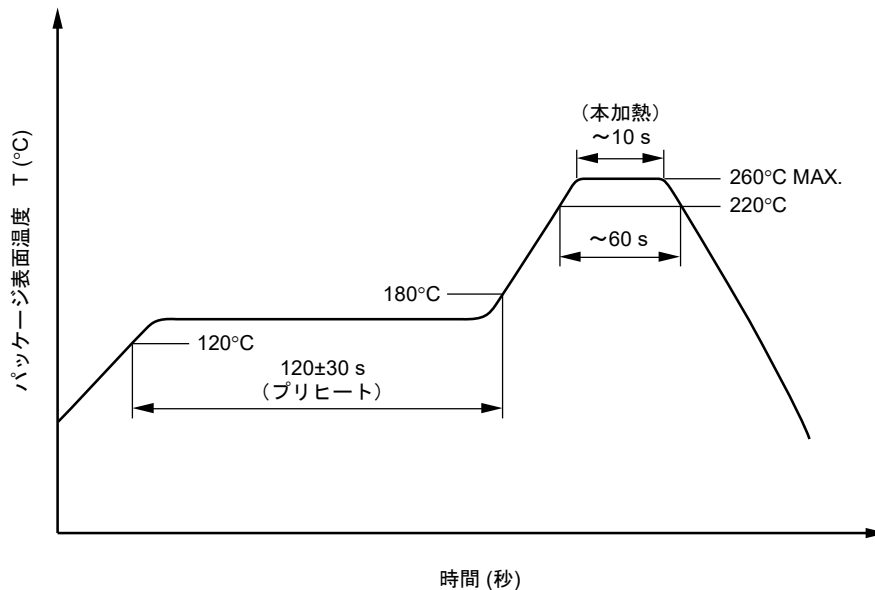 パッケージ表面温度 T (°C)
(本加熱)
～10 s
260°C MAX.
220°C
～60 s
180°C
120°C
120±30 s
(プリヒート)
時間 (秒)